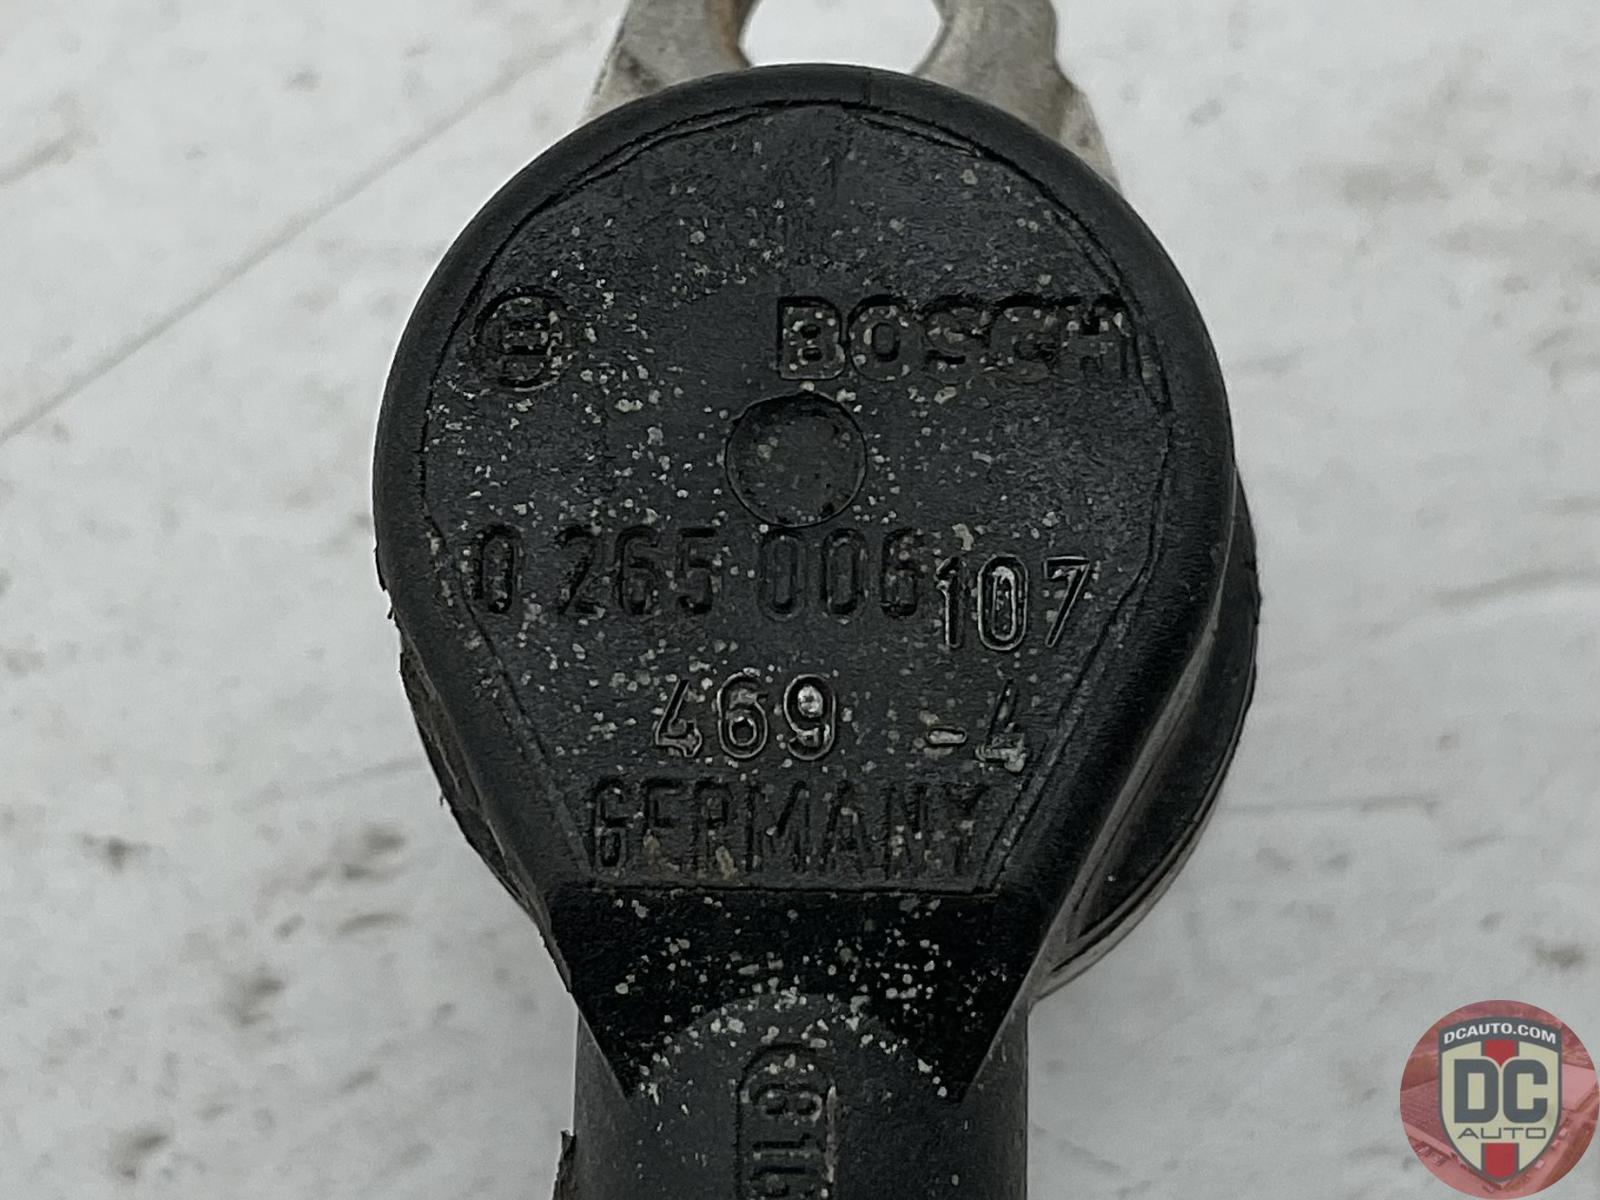 BOSCH
0 265 006 107
469 -4
GERMANY
DCAUTO.COM
DC
AUTO